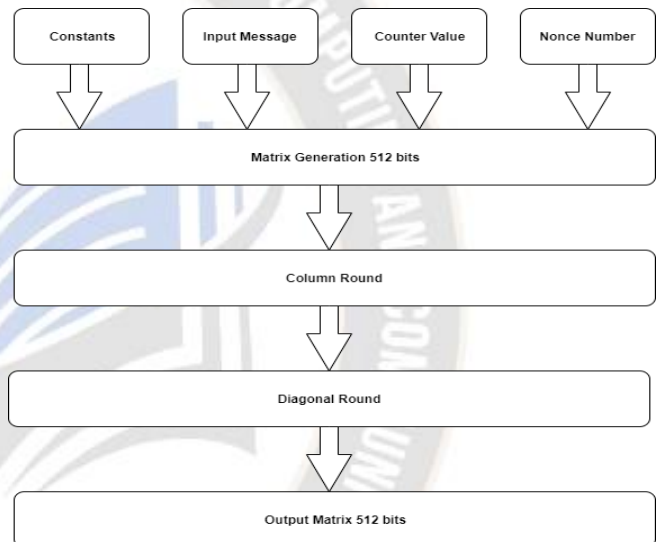 Constants
Input Message
Counter Value
Nonce Number
Matrix Generation 512 bits
Column Round
Diagonal Round
Output Matrix 512 bits